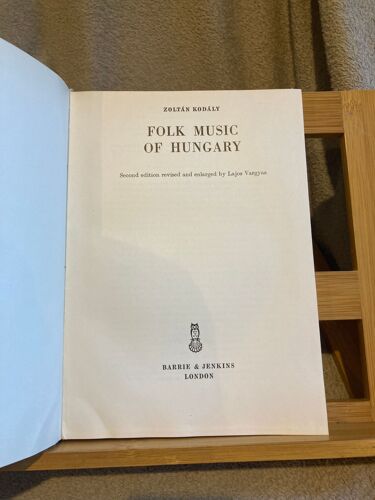 ZOLTÁN KODÁLY
FOLK MUSIC
OF HUNGARY
Second edition revised and enlarged by Lajos Vargyas
BARRIE & JENKINS
LONDON